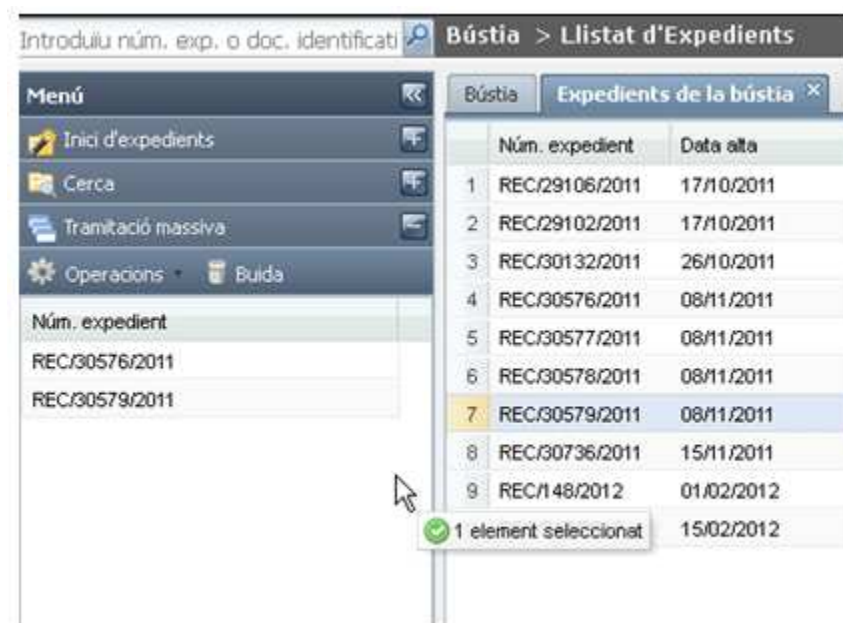 Introduïu núm. exp. o doc. identificati
Bústia > Llistat d'Expedients
Menú
Inici d'expedients
Cerca
Tramitació massiva
Operacions
Buida
Núm. expedient
REC/30576/2011
REC/30579/2011
Bústia
Expedients de la bústia
Núm. expedient Data alta
1 REC/29106/2011 17/10/2011
2 REC/29102/2011 17/10/2011
3 REC/30132/2011 26/10/2011
4 REC/30576/2011 08/11/2011
5 REC/30577/2011 08/11/2011
6 REC/30578/2011 08/11/2011
7 REC/30579/2011 08/11/2011
8 REC/30736/2011 15/11/2011
9 REC/148/2012 01/02/2012
1 element seleccionat
15/02/2012